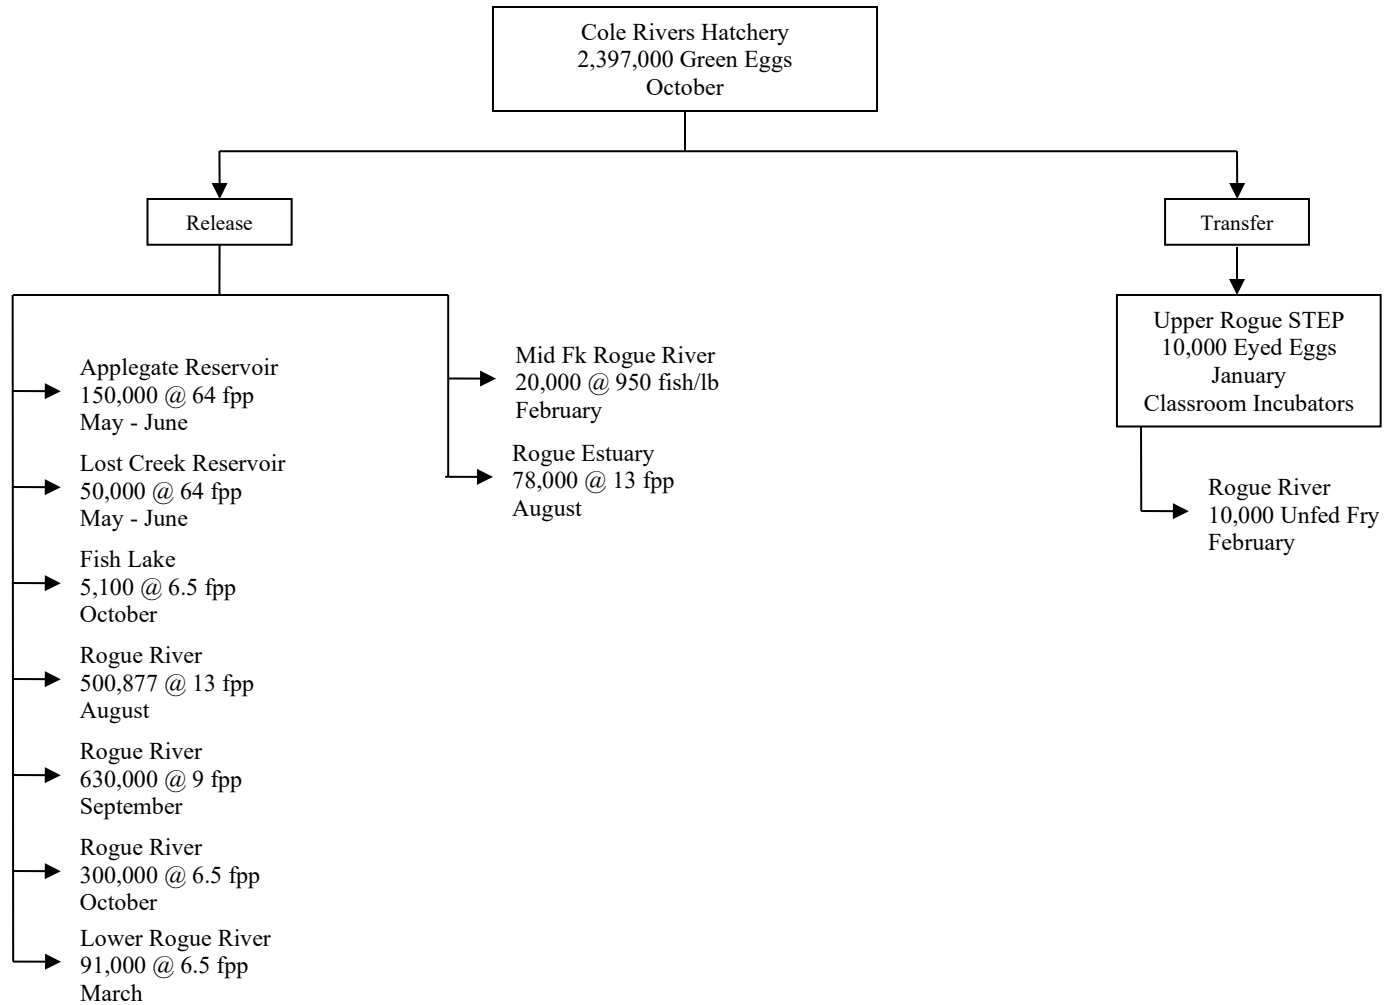 Cole Rivers Hatchery
2,397,000 Green Eggs
October
Release
Transfer
Applegate Reservoir
150,000 @ 64 fpp
May - June
Lost Creek Reservoir
50,000 @ 64 fpp
May - June
Fish Lake
5,100 @ 6.5 fpp
October
Rogue River
500,877 @ 13 fpp
August
Rogue River
630,000 @ 9 fpp
September
Rogue River
300,000 @ 6.5 fpp
October
Lower Rogue River
91,000 @ 6.5 fpp
March
Mid Fk Rogue River
20,000 @ 950 fish/lb
February
Rogue Estuary
78,000 @ 13 fpp
August
Upper Rogue STEP
10,000 Eyed Eggs
January
Classroom Incubators
Rogue River
10,000 Unfed Fry
February